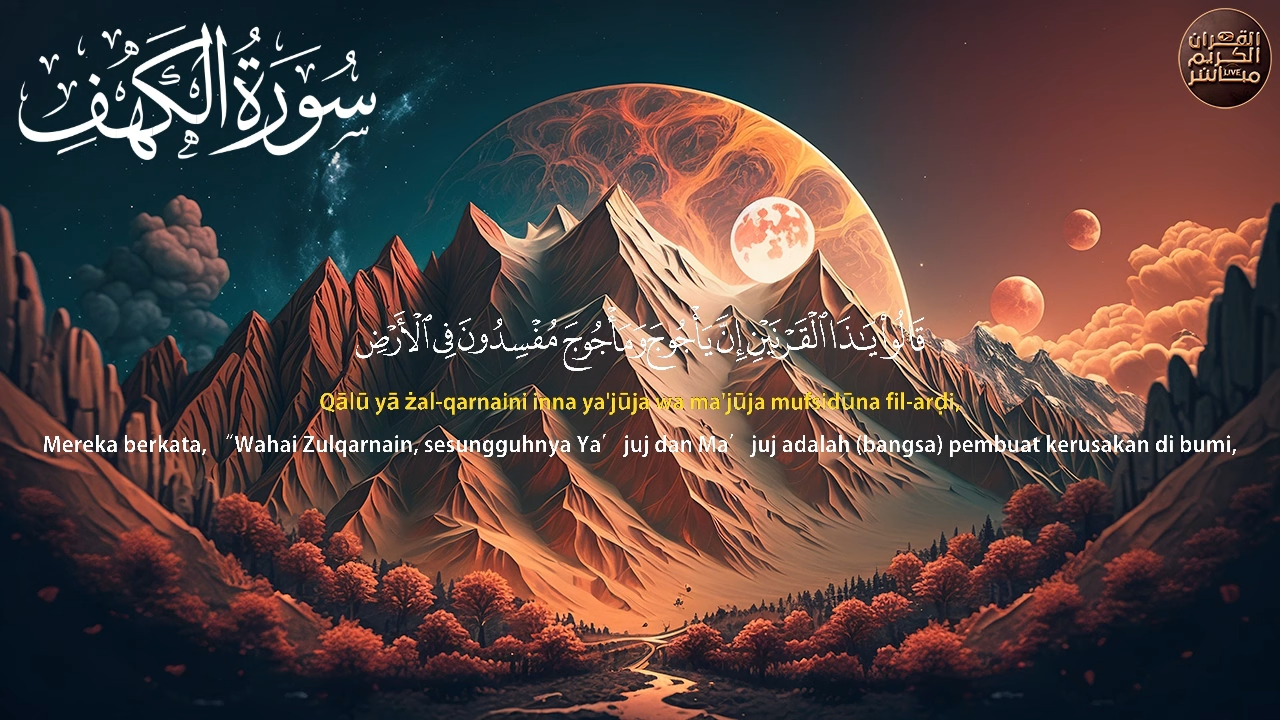 سُورَةُ الْكَهْفِ
القرآن
الكريم
LIVE
مباشر
قَالُوا۟ يَـٰذَا ٱلْقَرْنَيْنِ إِنَّ يَأْجُوجَ وَمَأْجُوجَ مُفْسِدُونَ فِى ٱلْأَرْضِ
Qālū yā żal-qarnaini inna ya'jūja wa ma'jūja mufsidūna fil-arḍi,
Mereka berkata, “Wahai Zulqarnain, sesungguhnya Ya’juj dan Ma’juj adalah (bangsa) pembuat kerusakan di bumi,